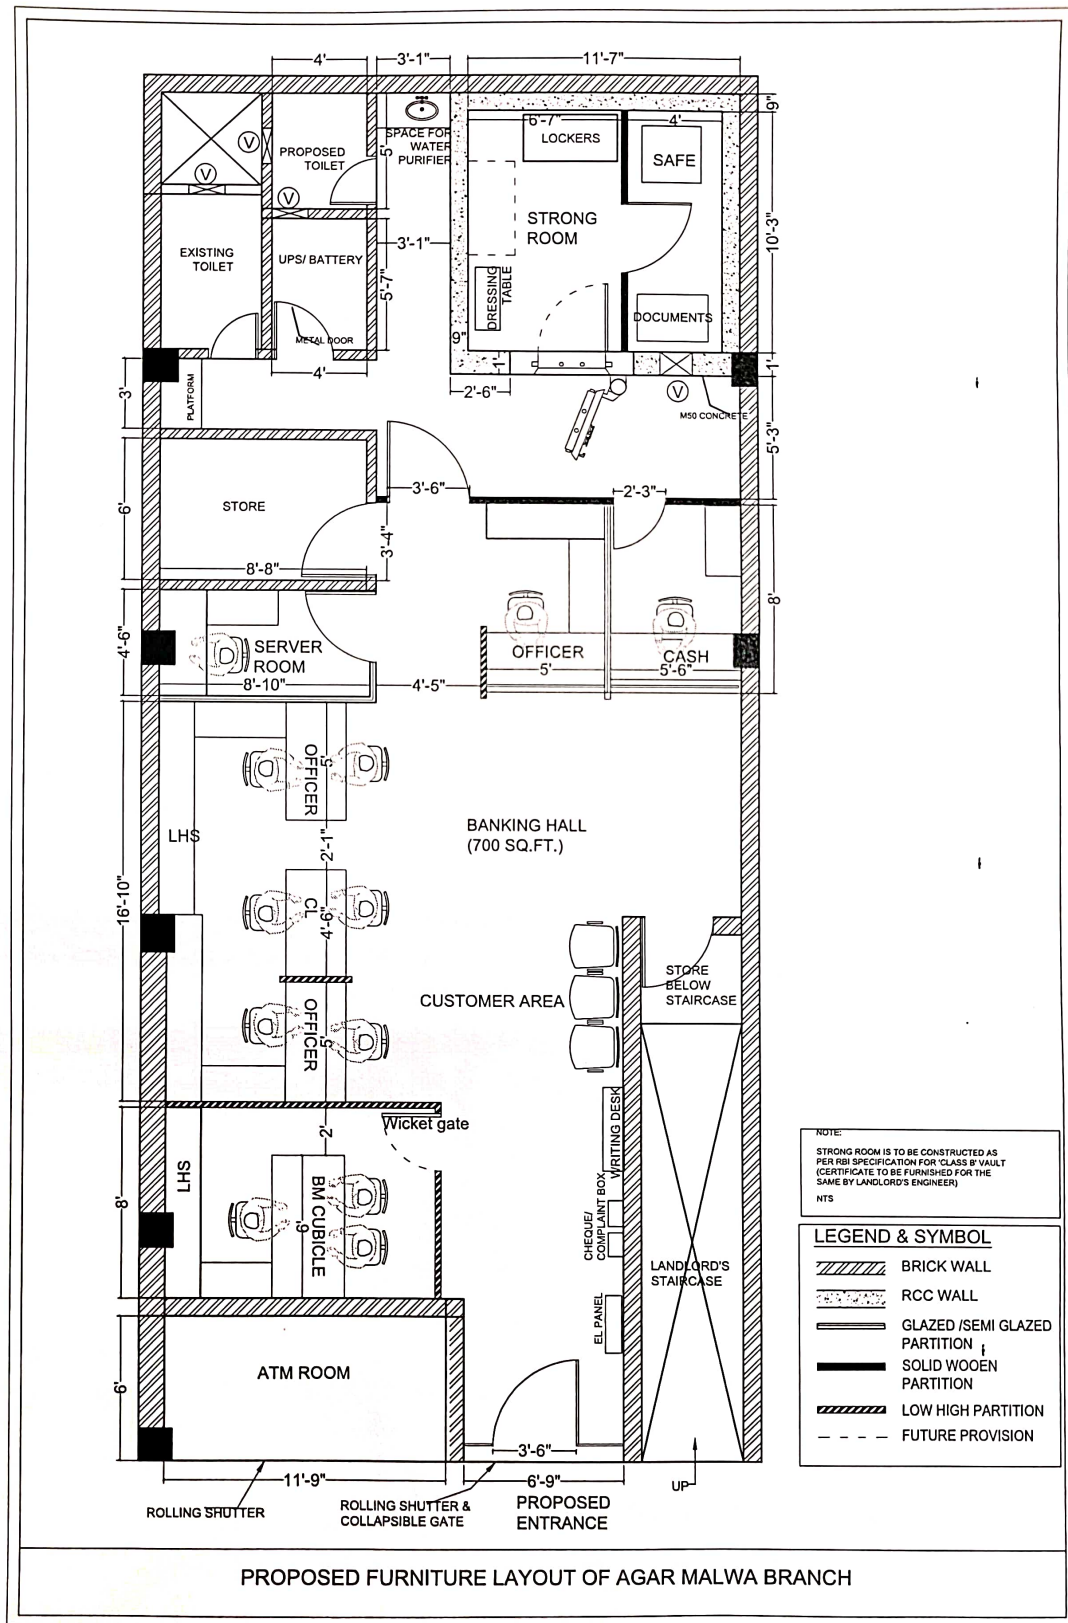 4'
3'-1"
11'-7"
9"
SPACE FOR
WATER
PURIFIER
5'
6'-7"
4'
LOCKERS
SAFE
V
PROPOSED
TOILET
V
V
STRONG
ROOM
10'-3"
3'-1"
EXISTING
TOILET
UPS/ BATTERY
5'-7"
DRESSING
TABLE
DOCUMENTS
METAL DOOR
9"
1'
1'
4'
2'-6"
V
M50 CONCRETE
3'
PLATFORM
5'-3"
3'-6"
2'-3"
6'
STORE
3'-4"
8'-8"
8'
4'-6"
SERVER
ROOM
8'-10"
4'-5"
OFFICER
5'
CASH
5'-6"
OFFICER
5'
LHS
2'-1"
BANKING HALL
(700 SQ.FT.)
16'-10"
CL
4'-6"
STORE
BELOW
STAIRCASE
CUSTOMER AREA
OFFICER
5'
Wicket gate
WRITING DESK
2'
LHS
8'
BM CUBICLE
6'
CHEQUE/
COMPLAINT BOX
LANDLORD'S
STAIRCASE
EL PANEL
ATM ROOM
6'
3'-6"
11'-9"
6'-9"
UP
ROLLING SHUTTER
ROLLING SHUTTER &
COLLAPSIBLE GATE
PROPOSED
ENTRANCE
NOTE:
STRONG ROOM IS TO BE CONSTRUCTED AS
PER RBI SPECIFICATION FOR 'CLASS B' VAULT
(CERTIFICATE TO BE FURNISHED FOR THE
SAME BY LANDLORD'S ENGINEER)
NTS
LEGEND & SYMBOL
BRICK WALL
RCC WALL
GLAZED /SEMI GLAZED
PARTITION
SOLID WOOEN
PARTITION
LOW HIGH PARTITION
FUTURE PROVISION
PROPOSED FURNITURE LAYOUT OF AGAR MALWA BRANCH